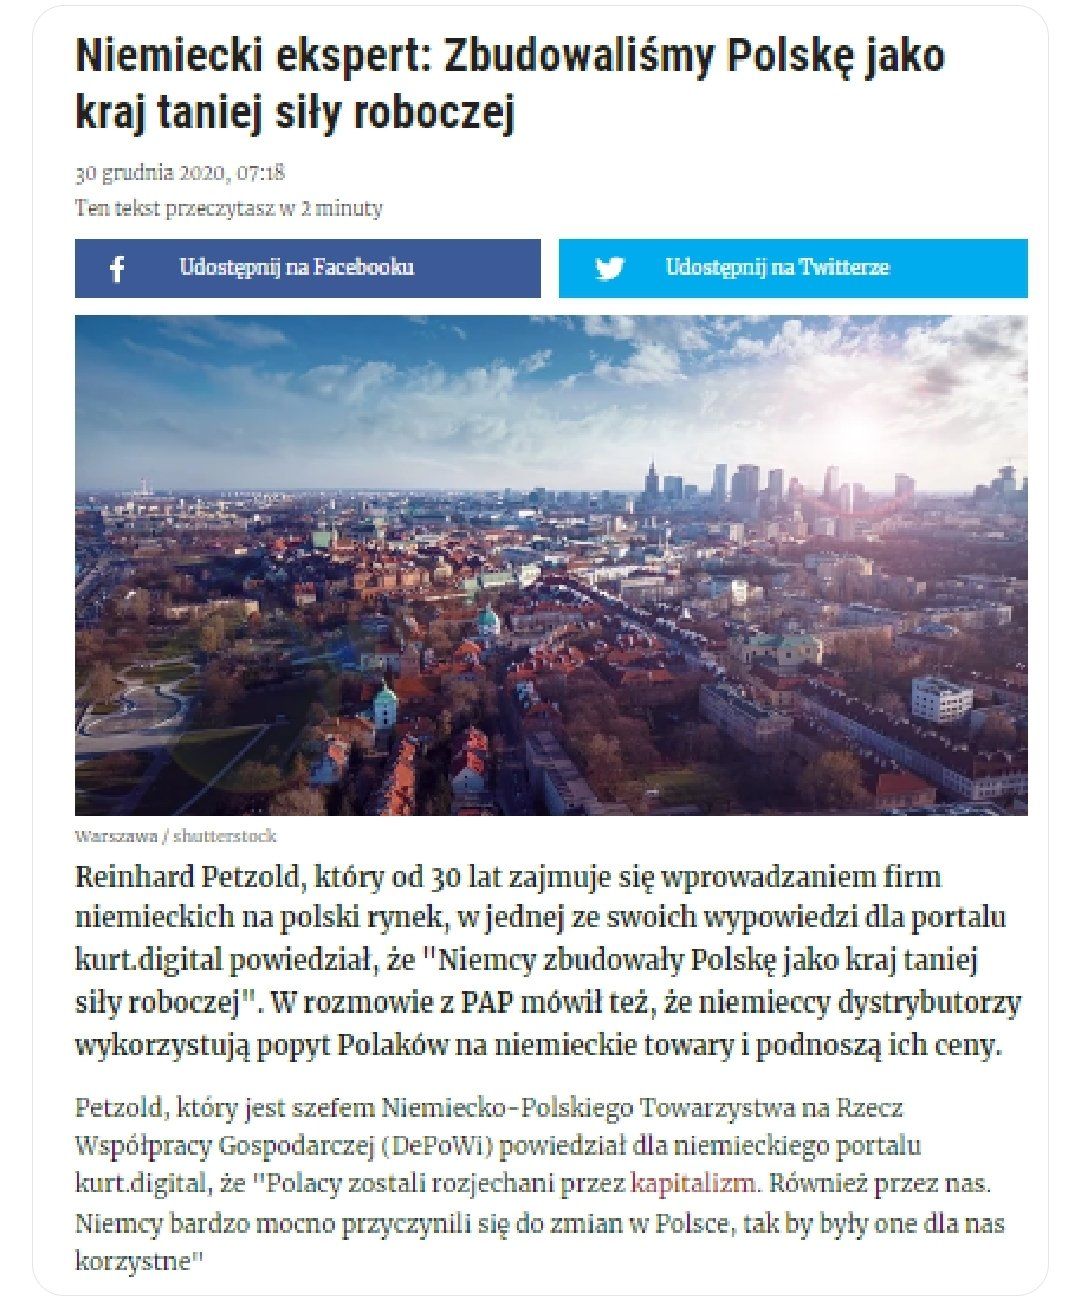 Niemiecki ekspert: Zbudowaliśmy Polskę jako
kraj taniej siły roboczej
30 grudnia 2020, 07:18
Ten tekst przeczytasz w 2 minuty
Udostępnij na Facebooku
Udostępnij na Twitterze
Warszawa / shutterstock
Reinhard Petzold, który od 30 lat zajmuje się wprowadzaniem firm
niemieckich na polski rynek, w jednej ze swoich wypowiedzi dla portalu
kurt.digital powiedział, że "Niemcy zbudowały Polskę jako kraj taniej
siły roboczej". W rozmowie z PAP mówił też, że niemieccy dystrybutorzy
wykorzystują popyt Polaków na niemieckie towary i podnoszą ich ceny.
Petzold, który jest szefem Niemiecko-Polskiego Towarzystwa na Rzecz
Współpracy Gospodarczej (DePoWi) powiedział dla niemieckiego portalu
kurt.digital, że "Polacy zostali rozjechani przez kapitalizm. Również przez nas.
Niemcy bardzo mocno przyczynili się do zmian w Polsce, tak by były one dla nas
korzystne"